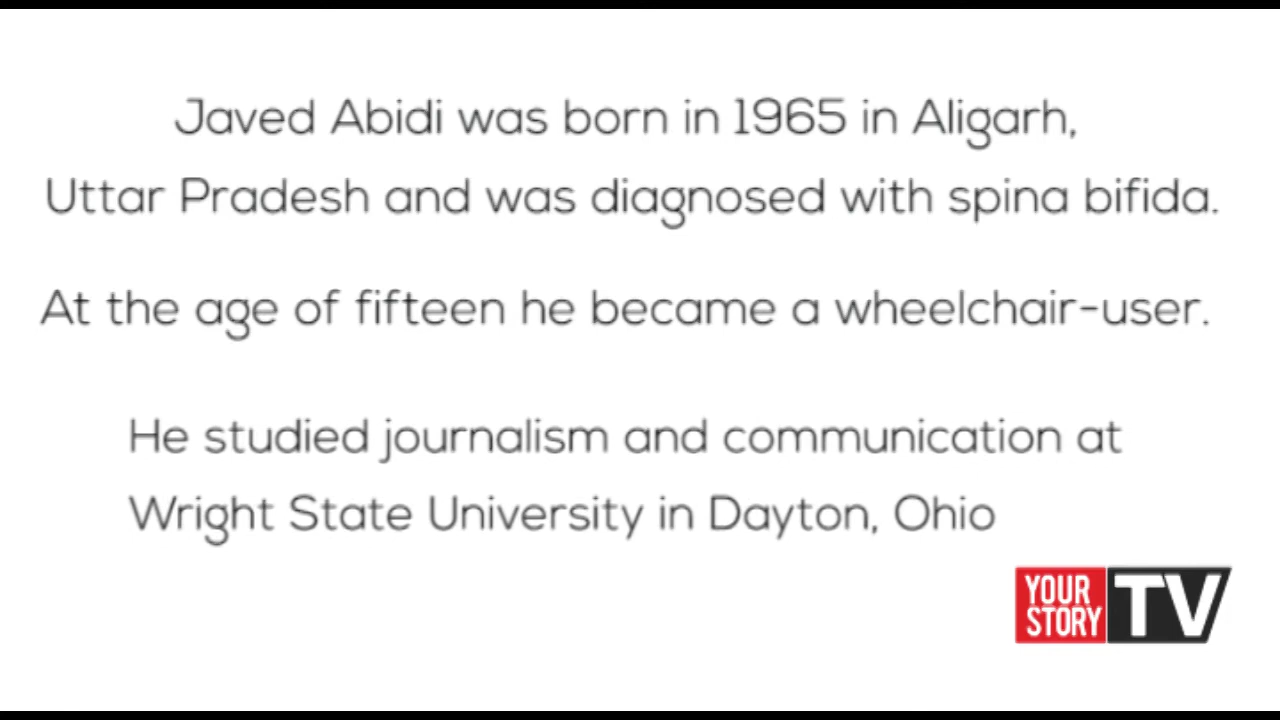 Javed Abidi was born in 1965 in Aligarh,
Uttar Pradesh and was diagnosed with spina bifida.
At the age of fifteen he became a wheelchair-user.
He studied journalism and communication at
Wright State University in Dayton, Ohio
YOUR
STORY
TV